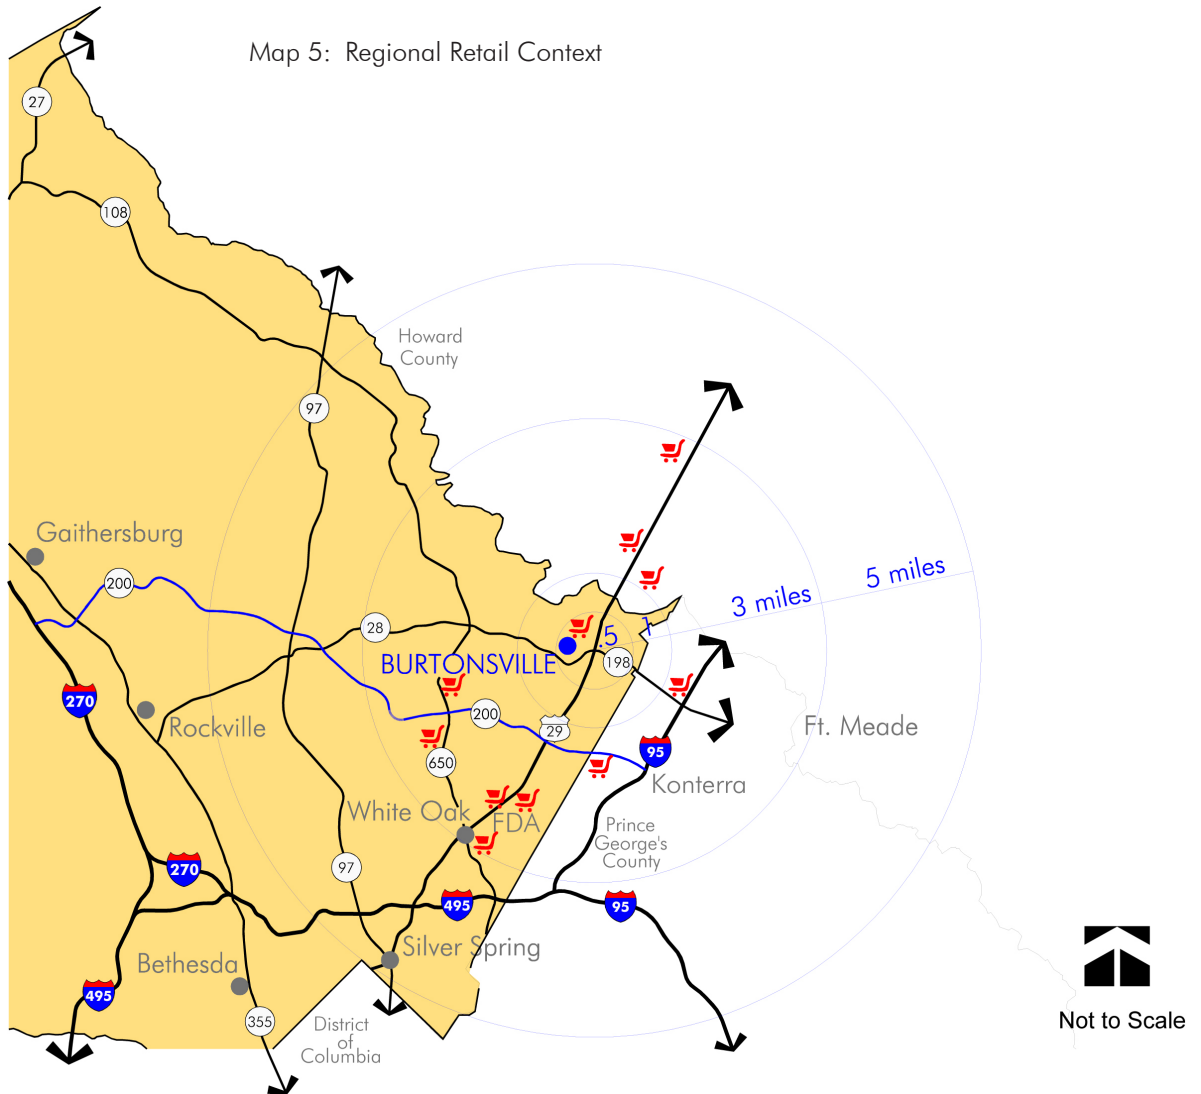 Map 5: Regional Retail Context
27
108
Howard
County
97
Gaithersburg
200
5 miles
3 miles
28
.5
1
BURTONSVILLE
198
270
Rockville
200
29
Ft. Meade
650
95
Konterra
White Oak
FDA
Prince
George's
County
270
97
495
95
Silver Spring
Bethesda
495
355
District
of
Columbia
Not to Scale